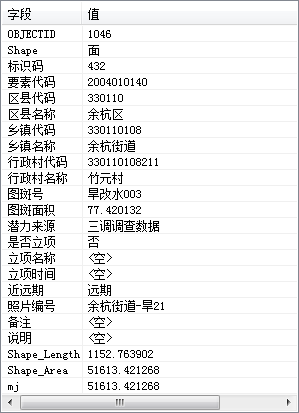 字段 值
OBJECTID 1046
Shape 面
标识码 432
要素代码 2004010140
区县代码 330110
区县名称 余杭区
乡镇代码 330110108
乡镇名称 余杭街道
行政村代码 330110108211
行政村名称 竹元村
图斑号 旱改水003
图斑面积 77.420132
潜力来源 三调调查数据
是否立项 否
立项名称 <空>
立项时间 <空>
近远期 远期
照片编号 余杭街道-旱21
备注 <空>
说明 <空>
Shape_Length 1152.763902
Shape_Area 51613.421268
mj 51613.421268